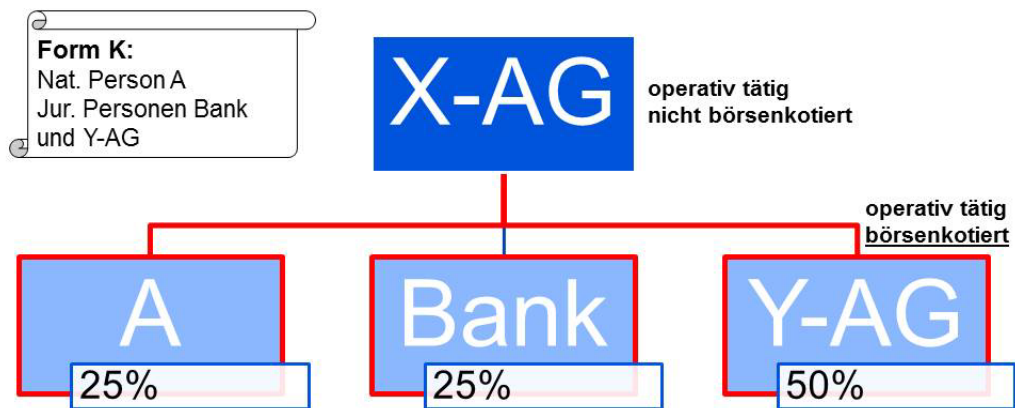 Form K:
Nat. Person A
Jur. Personen Bank
und Y-AG
X-AG
operativ tätig
nicht börsenkotiert
operativ tätig
börsenkotiert
A
Bank
Y-AG
25%
25%
50%